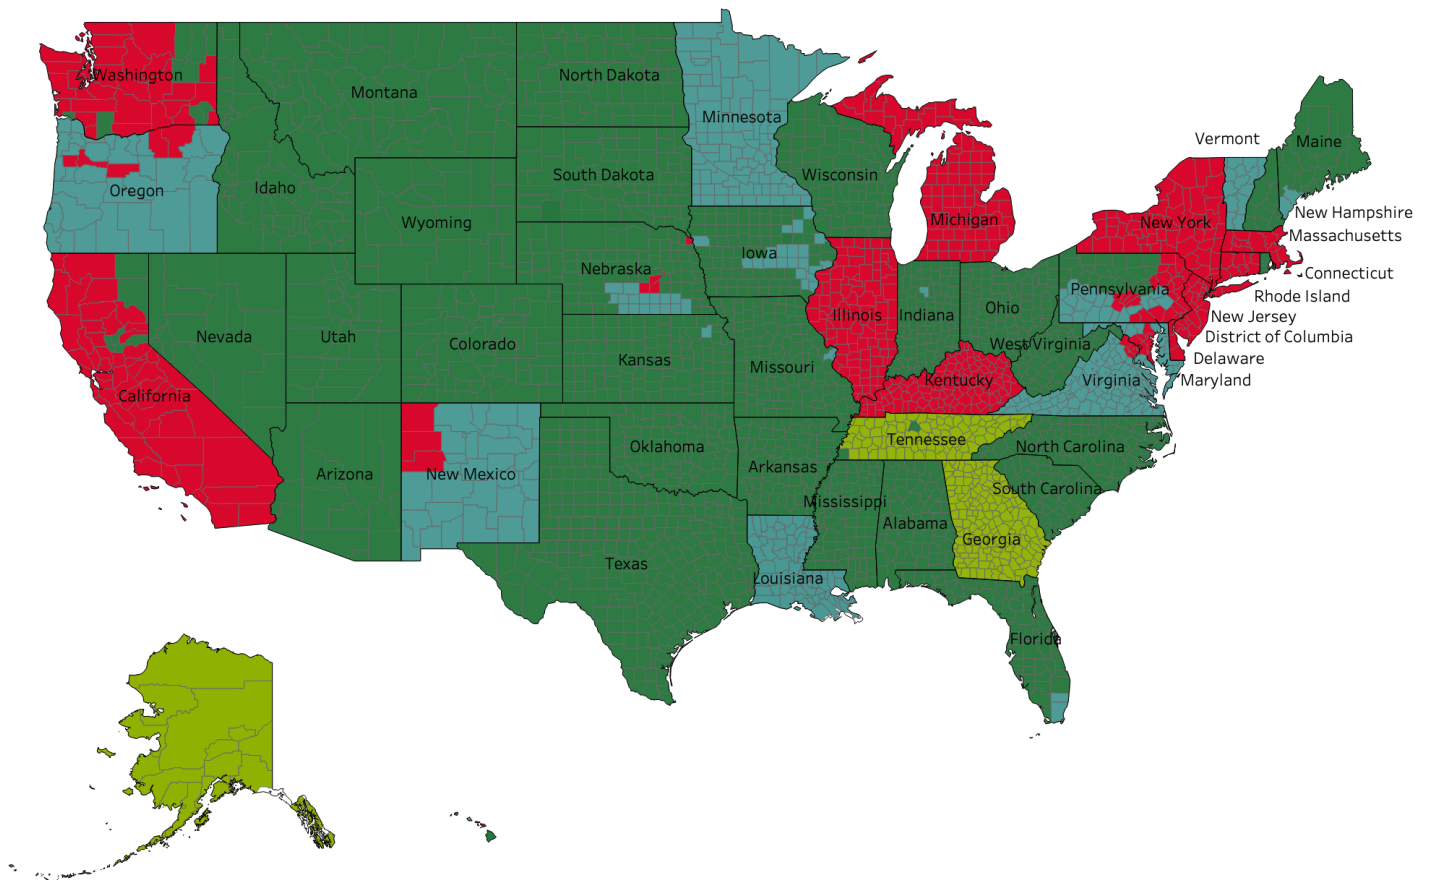 Washington
Montana
North Dakota
Minnesota
Vermont
Maine
Oregon
Idaho
South Dakota
Wisconsin
Wyoming
Michigan
New York
New Hampshire
Massachusetts
Iowa
Nebraska
Connecticut
Pennsylvania
Rhode Island
Nevada
Utah
Colorado
Illinois
Indiana
Ohio
New Jersey
District of Columbia
West Virginia
Delaware
Kansas
Missouri
California
Kentucky
Virginia
Maryland
Arizona
New Mexico
Oklahoma
Arkansas
Tennessee
North Carolina
South Carolina
Mississippi
Alabama
Georgia
Texas
Louisiana
Florida